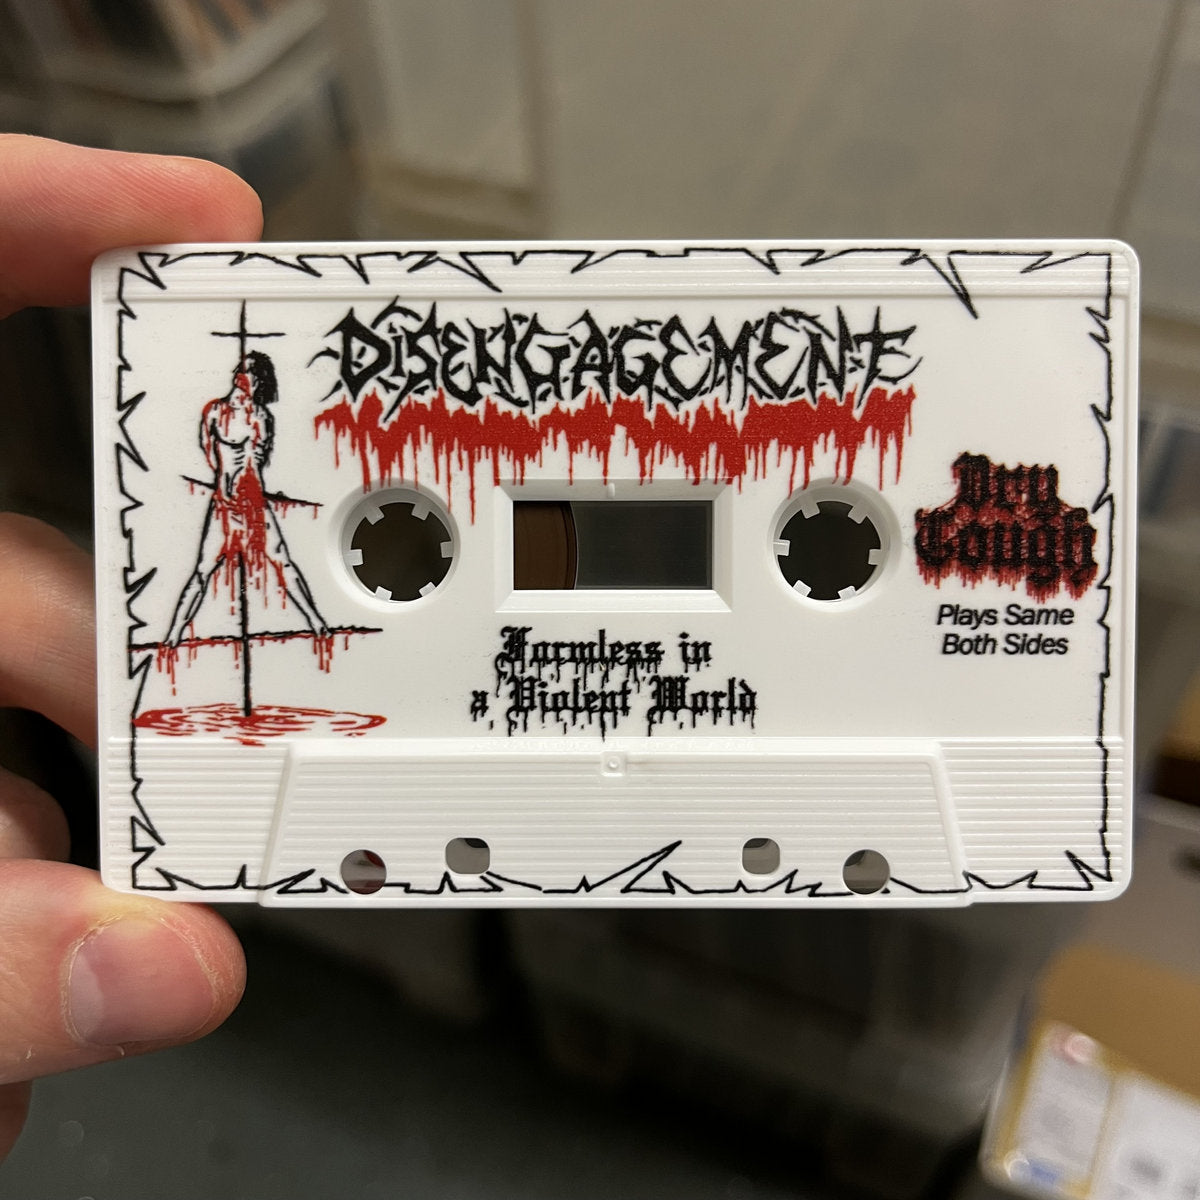 DISENGAGEMENT
Dry
Cough
Plays Same
Both Sides
Formless in
a Violent World